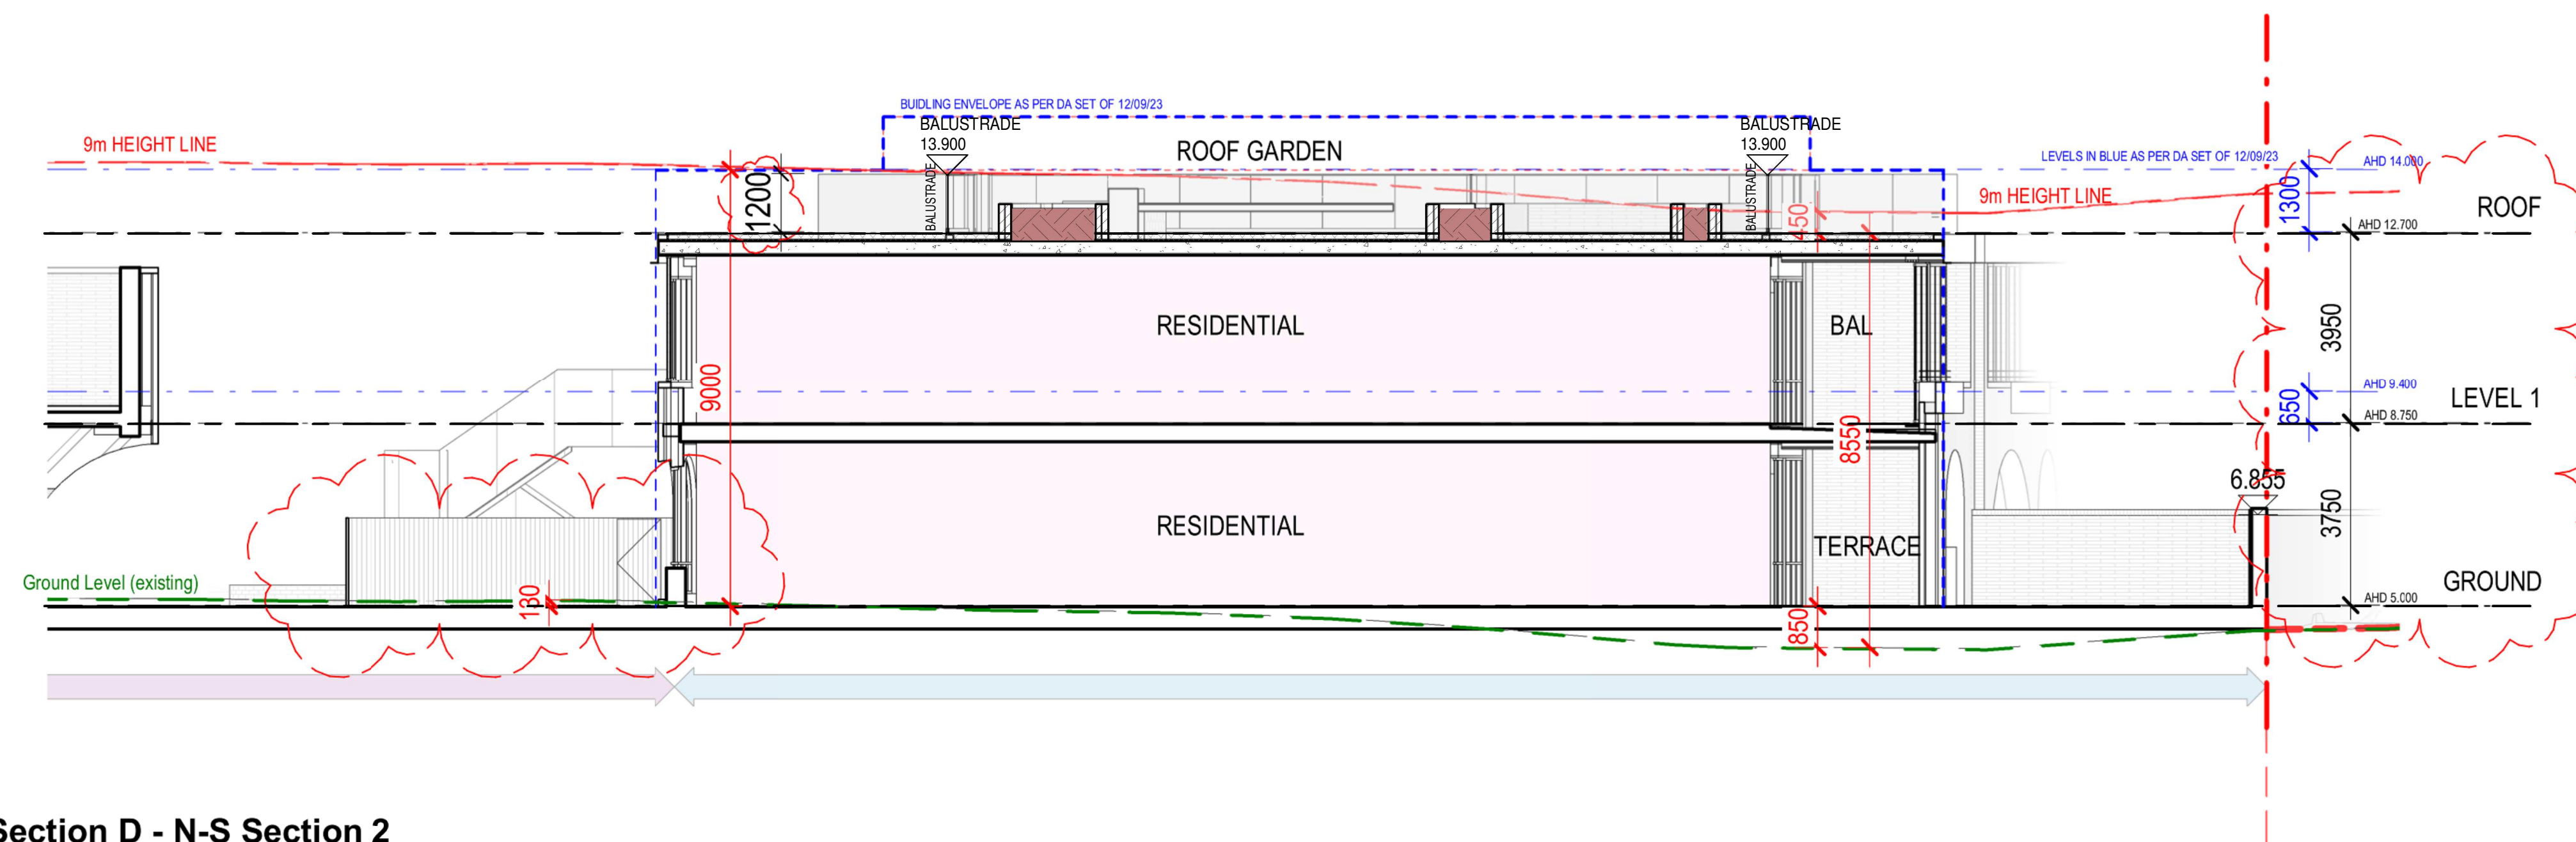 BUIDLING ENVELOPE AS PER DA SET OF 12/09/23
BALUSTRADE
13.900
BALUSTRADE
13.900
9m HEIGHT LINE
ROOF GARDEN
LEVELS IN BLUE AS PER DA SET OF 12/09/23
AHD 14.000
1200
BALUSTRADE
BALUSTRADE
450
9m HEIGHT LINE
1300
ROOF
AHD 12.700
RESIDENTIAL
BAL
3950
9000
AHD 9.400
650
LEVEL 1
AHD 8.750
8550
6.855
RESIDENTIAL
TERRACE
3750
Ground Level (existing)
130
GROUND
AHD 5.000
850
Section D - N-S Section 2